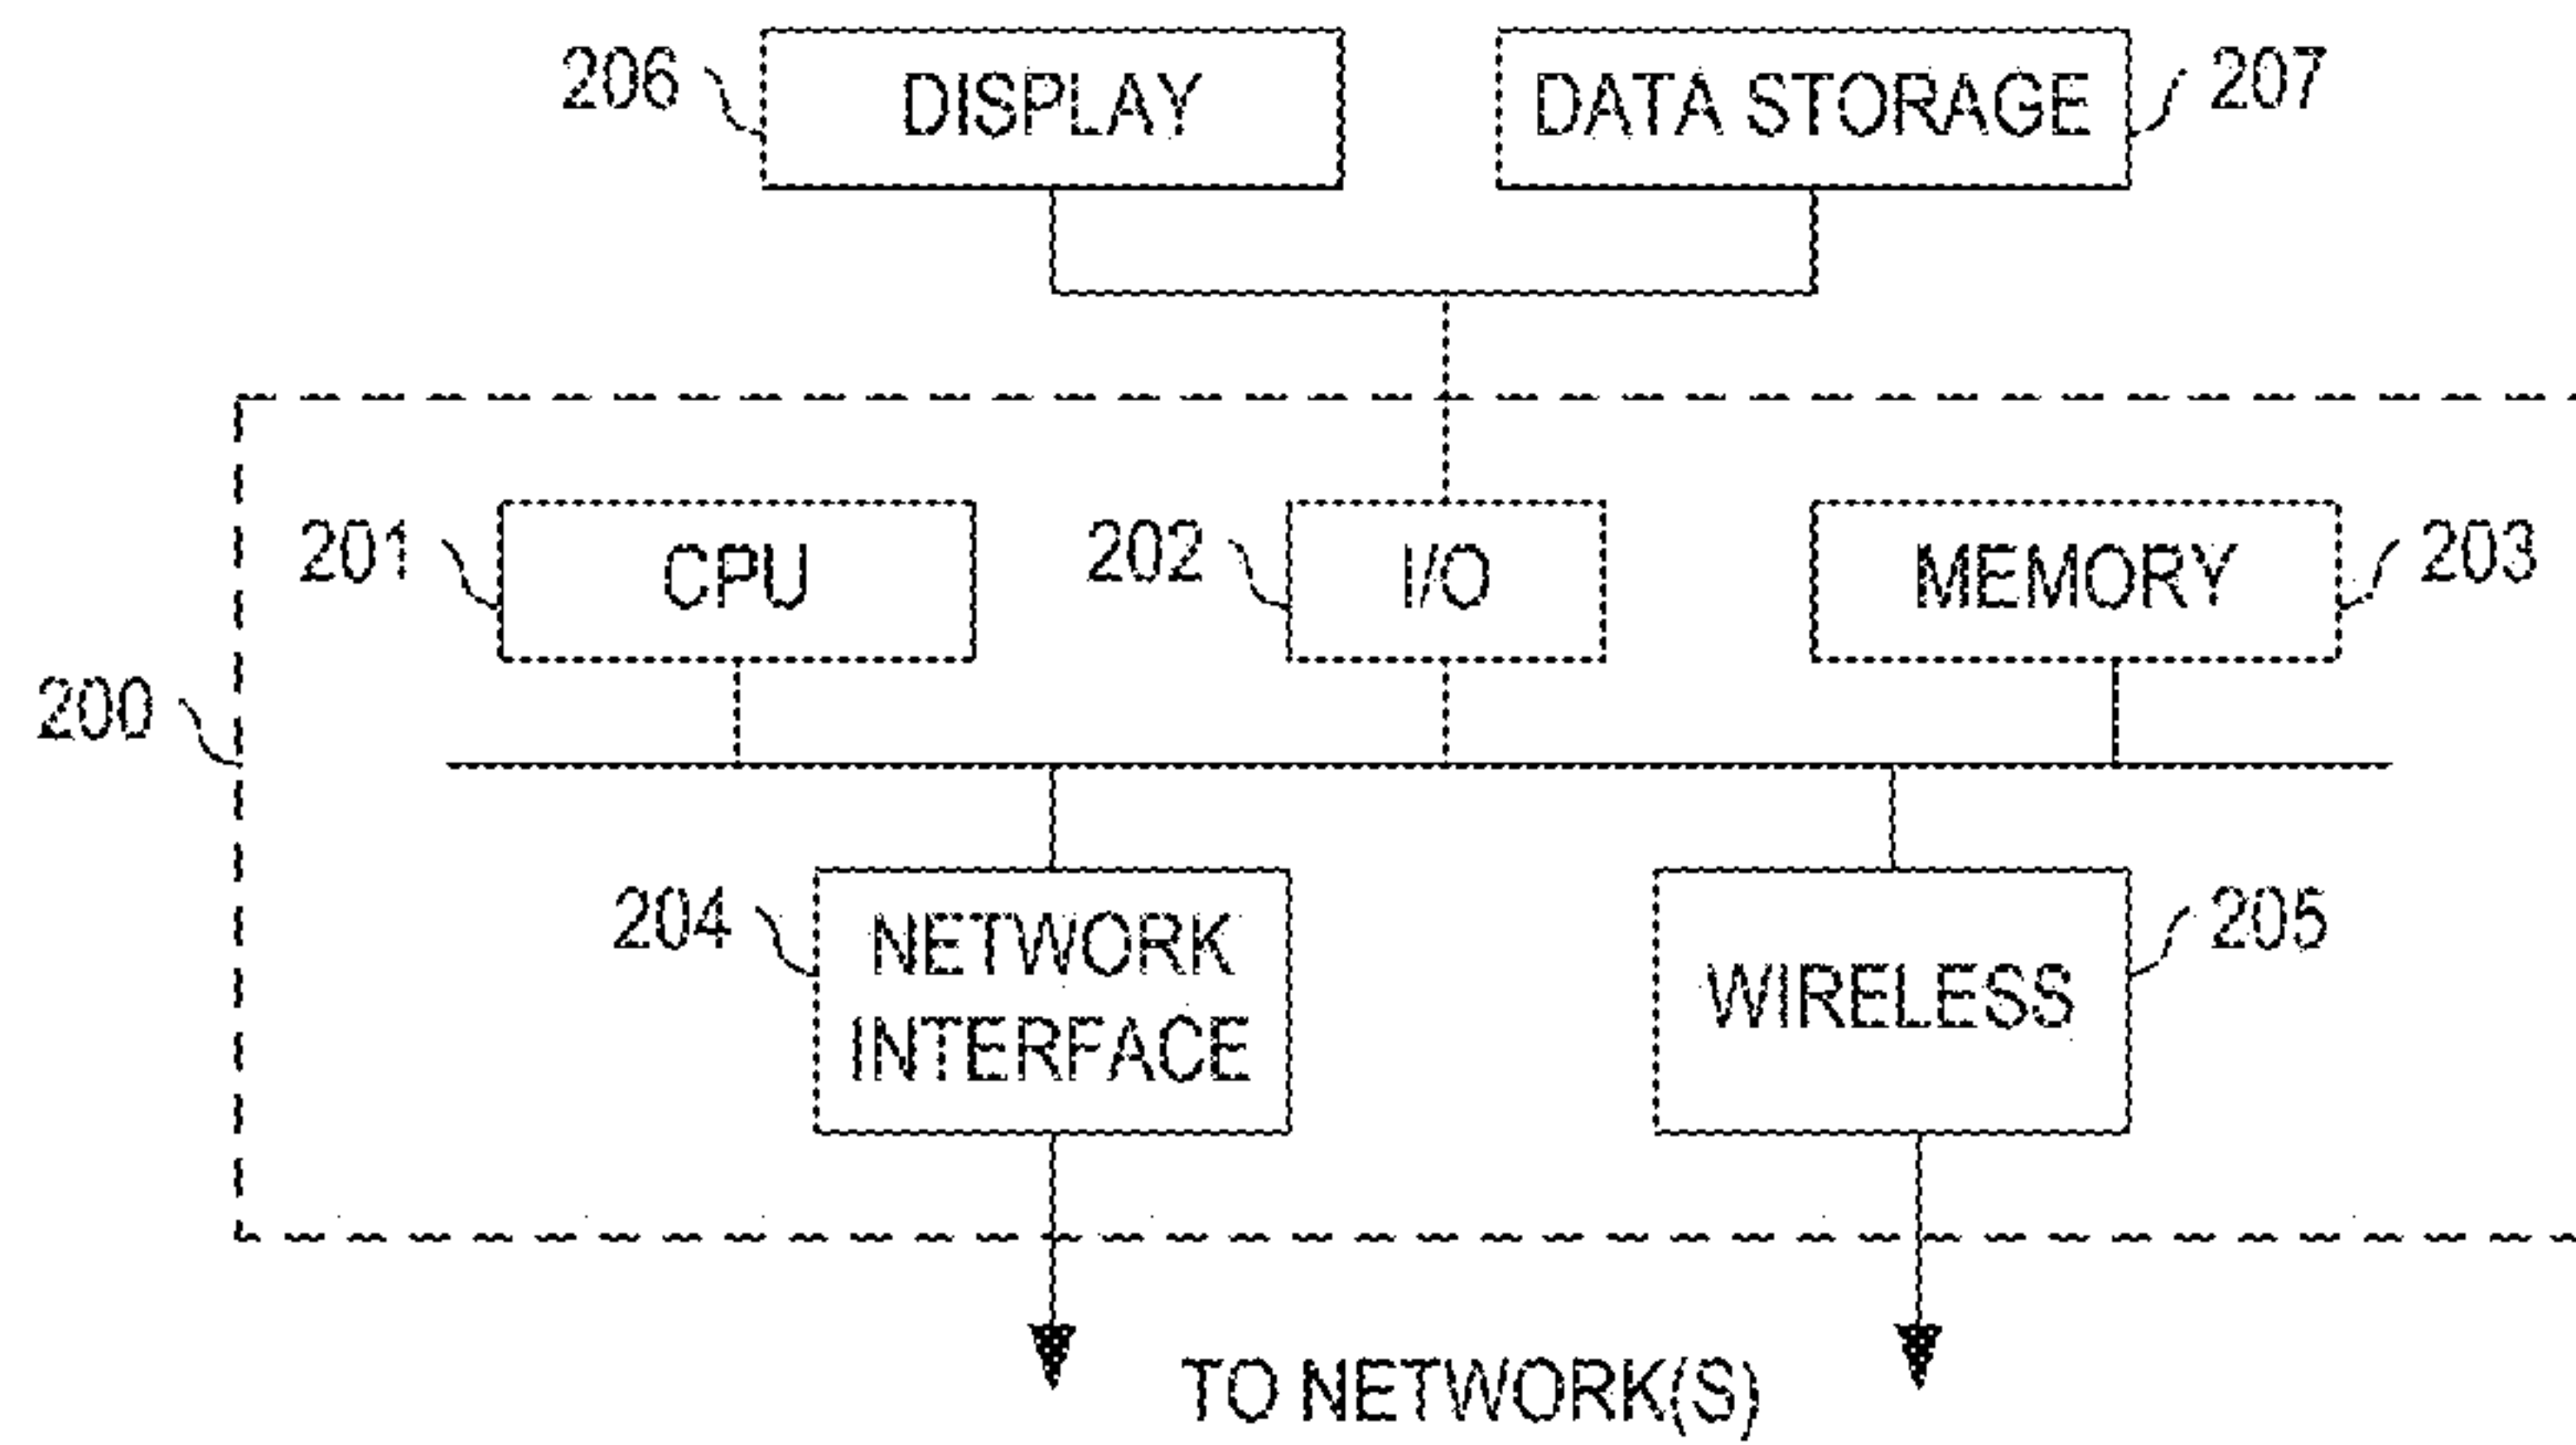 206 DISPLAY DATA STORAGE 207
201 CPU 202 I/O MEMORY 203
200
204 NETWORK INTERFACE
WIRELESS 205
TO NETWORK(S)